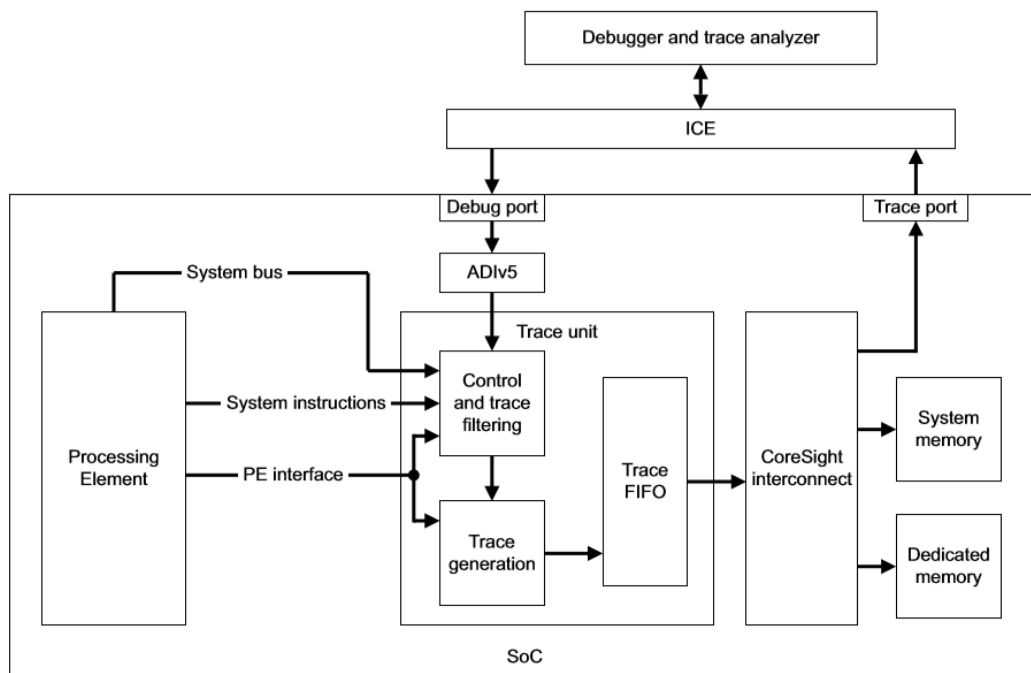 Debugger and trace analyzer
ICE
Debug port
Trace port
ADIv5
System bus
Trace unit
Control
and trace
filtering
System instructions
System
memory
Processing
Element
PE interface
Trace
FIFO
CoreSight
interconnect
Trace
generation
Dedicated
memory
SoC